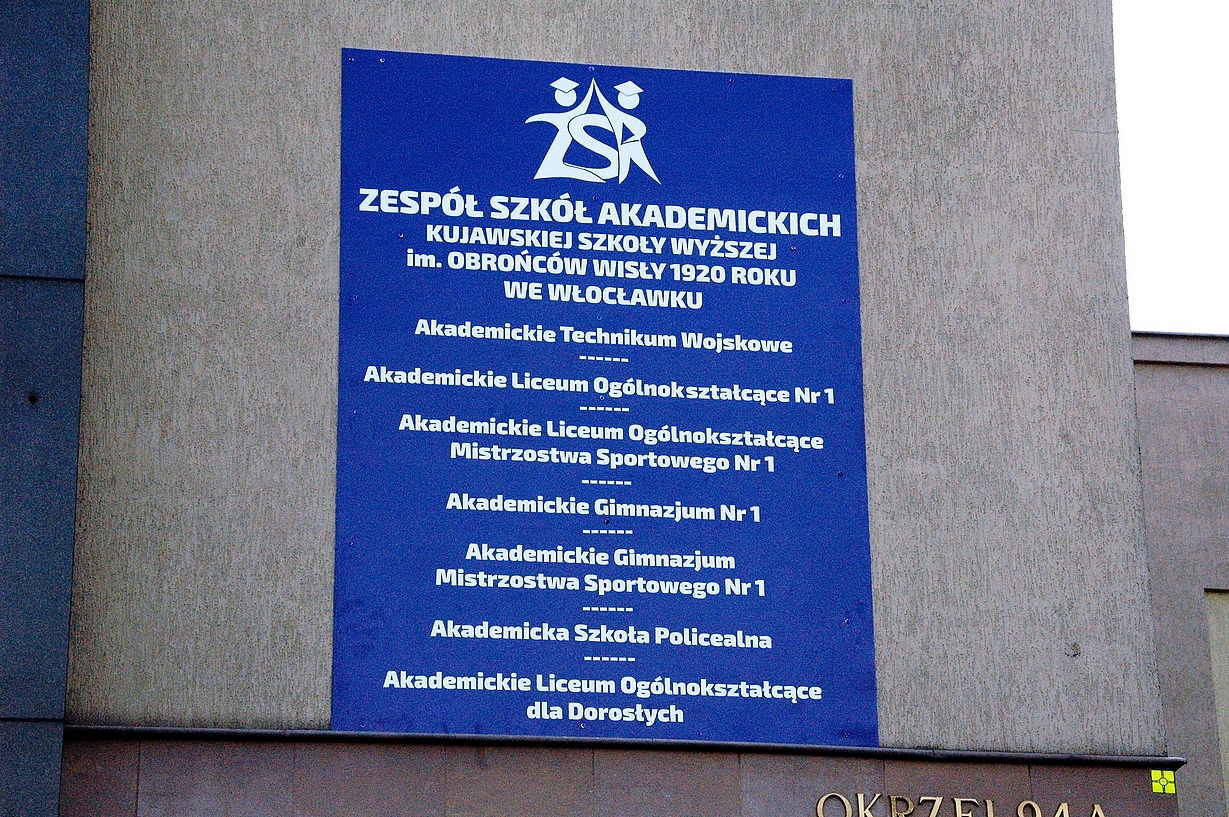 ZSA
ZESPÓŁ SZKÓŁ AKADEMICKICH
KUJAWSKIEJ SZKOŁY WYŻSZEJ
im. OBROŃCÓW WISŁY 1920 ROKU
WE WŁOCŁAWKU
Akademickie Technikum Wojskowe
------
Akademickie Liceum Ogólnokształcące Nr 1
------
Akademickie Liceum Ogólnokształcące
Mistrzostwa Sportowego Nr 1
------
Akademickie Gimnazjum Nr 1
------
Akademickie Gimnazjum
Mistrzostwa Sportowego Nr 1
------
Akademicka Szkoła Policealna
------
Akademickie Liceum Ogólnokształcące
dla Dorosłych
OKRZEI 94 A